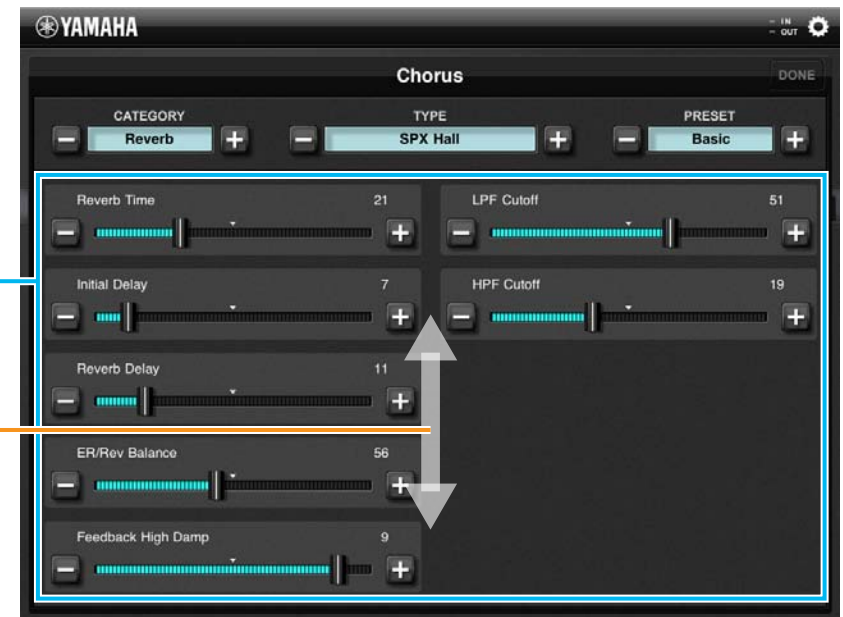 YAMAHA
IN
OUT
Chorus
DONE
CATEGORY
Reverb
TYPE
SPX Hall
PRESET
Basic
Reverb Time 21
Initial Delay 7
Reverb Delay 11
ER/Rev Balance 56
Feedback High Damp 9
LPF Cutoff 51
HPF Cutoff 19